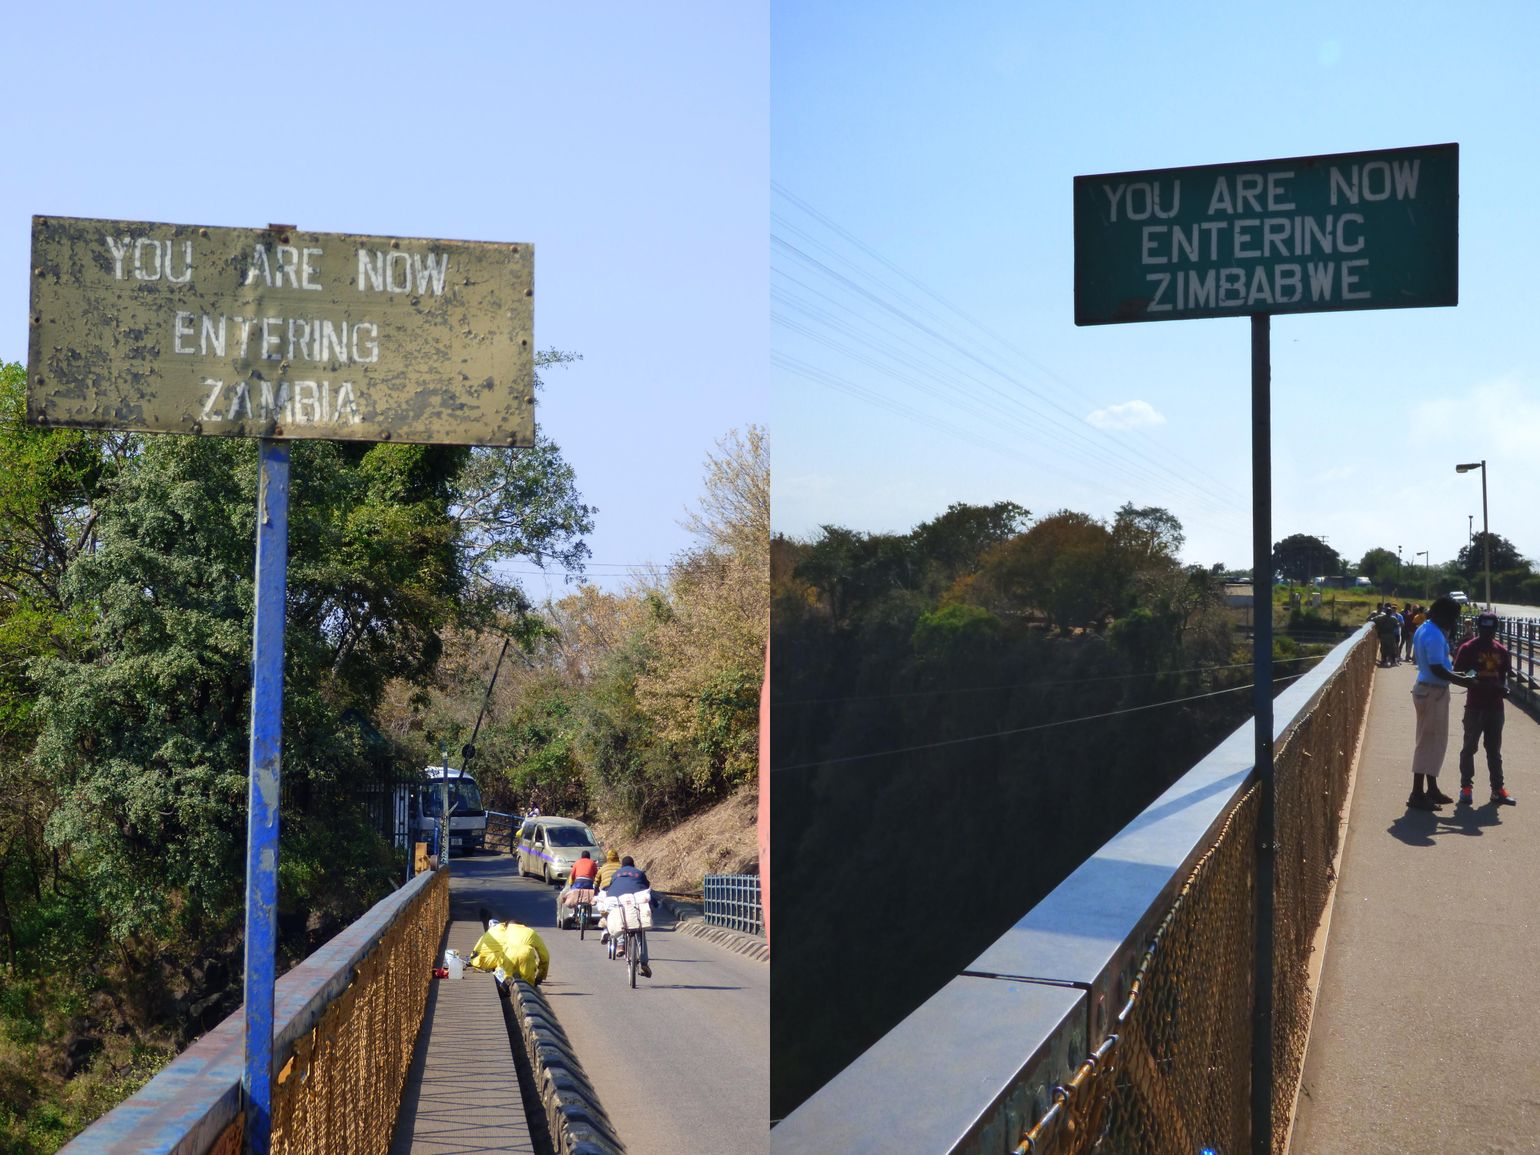 YOU ARE NOW
ENTERING
ZAMBIA
YOU ARE NOW
ENTERING
ZIMBABWE